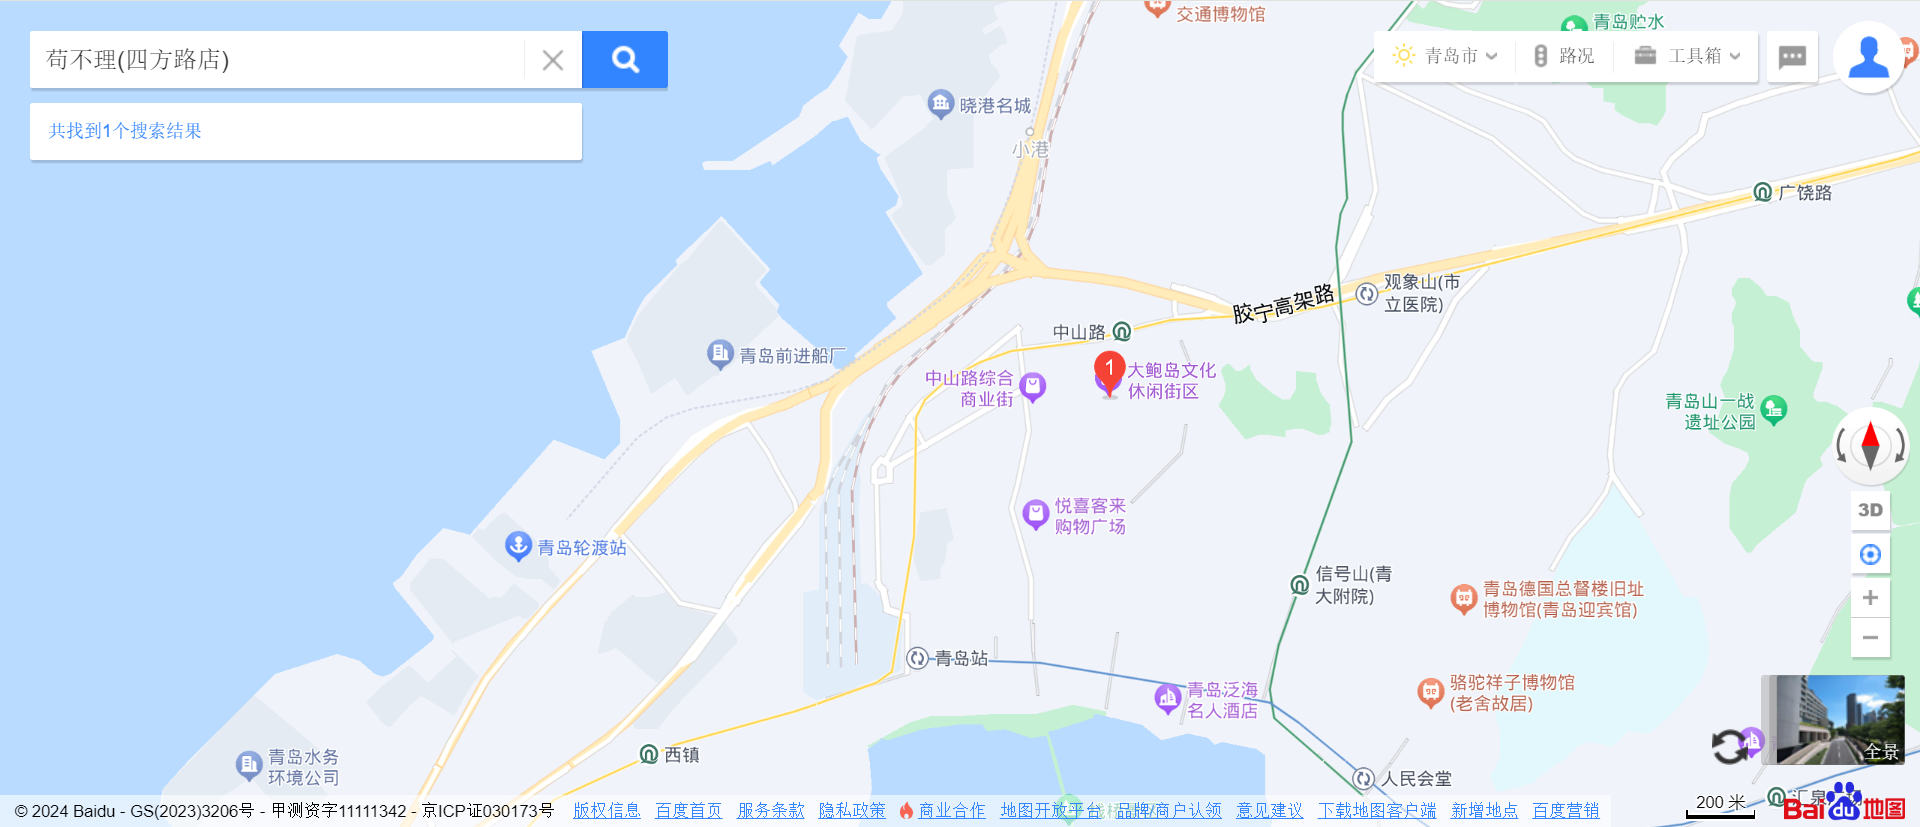 苟不理(四方路店)
共找到1个搜索结果
青岛市
路况
工具箱
交通博物馆
青岛贮水
晓港名城
小港
广饶路
胶宁高架路
观象山(市
立医院)
中山路
大鲍岛文化
休闲街区
1
中山路综合
商业街
青岛前进船厂
青岛山一战
遗址公园
悦喜客来
购物广场
青岛轮渡站
3D
信号山(青
大附院)
青岛德国总督楼旧址
博物馆(青岛迎宾馆)
青岛站
骆驼祥子博物馆
(老舍故居)
青岛泛海
名人酒店
西镇
青岛水务
环境公司
人民会堂
全景
200 米
Bai du 地图
© 2024 Baidu - GS(2023)3206号 - 甲测资字11111342 - 京ICP证030173号 版权信息 百度首页 服务条款 隐私政策 商业合作 地图开放平台 品牌/商户认领 意见建议 下载地图客户端 新增地点 百度营销